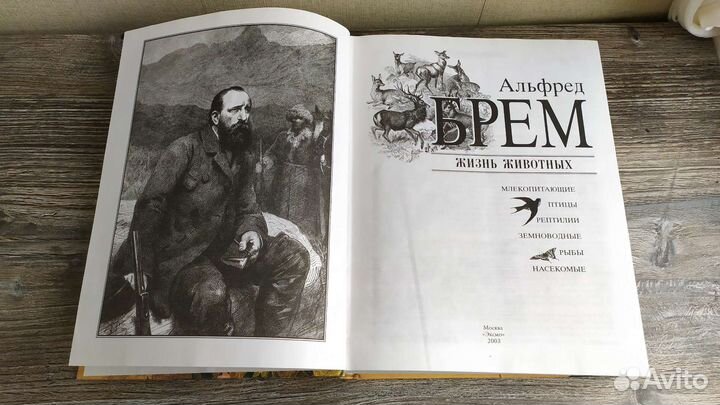 Альфред
БРЕМ
ЖИЗНЬ ЖИВОТНЫХ
МЛЕКОПИТАЮЩИЕ
ПТИЦЫ
РЕПТИЛИИ
ЗЕМНОВОДНЫЕ
РЫБЫ
НАСЕКОМЫЕ
Москва
«Эксмо»
2003
Avito